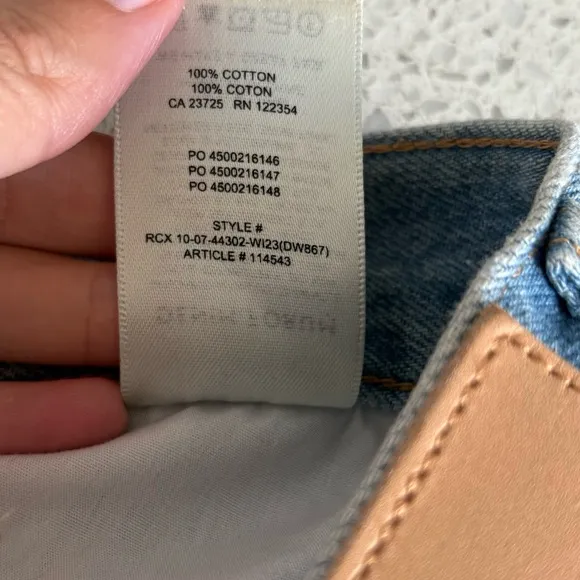 100% COTTON
100% COTON
CA 23725 RN 122354
PO 4500216146
PO 4500216147
PO 4500216148
STYLE #
RCX 10-07-44302-WI23(DW867)
ARTICLE # 114543